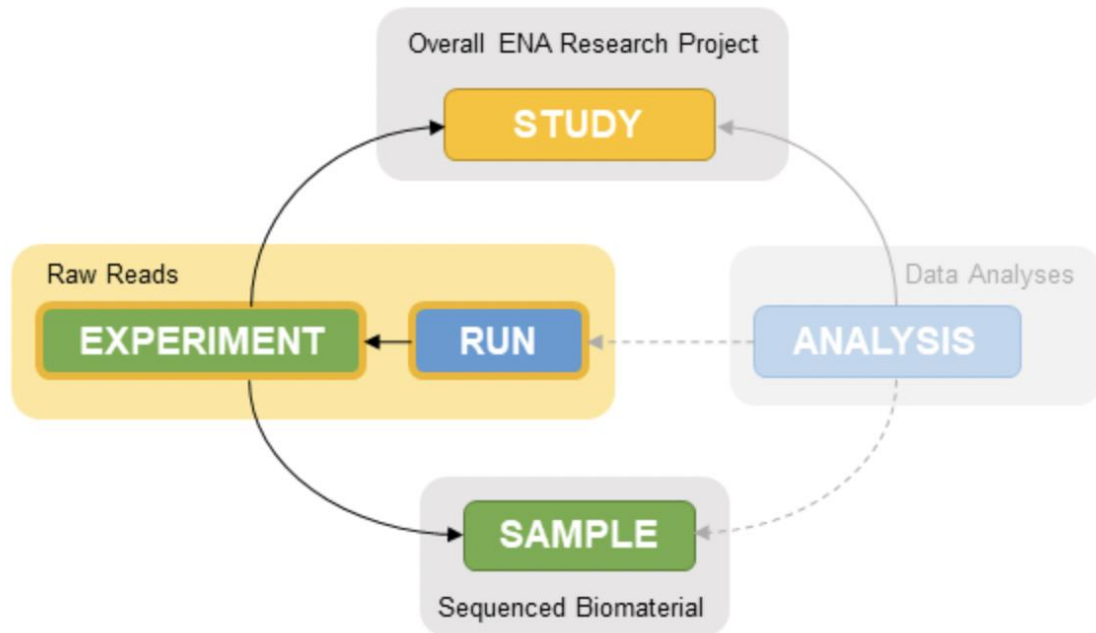 Overall ENA Research Project
STUDY
Raw Reads
EXPERIMENT
RUN
Data Analyses
ANALYSIS
SAMPLE
Sequenced Biomaterial